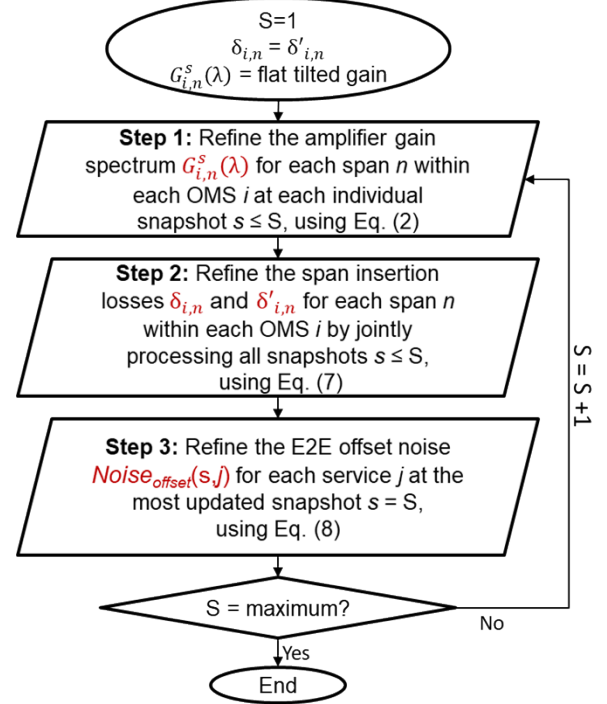 S=1
δᵢ,ₙ = δ′ᵢ,ₙ
Gˢᵢ,ₙ(λ) = flat tilted gain
Step 1: Refine the amplifier gain
spectrum Gˢᵢ,ₙ(λ) for each span n within
each OMS i at each individual
snapshot s ≤ S, using Eq. (2)
Step 2: Refine the span insertion
losses δᵢ,ₙ and δ′ᵢ,ₙ for each span n
within each OMS i by jointly
processing all snapshots s ≤ S,
using Eq. (7)
Step 3: Refine the E2E offset noise
Noiseoffset(s,j) for each service j at the
most updated snapshot s = S,
using Eq. (8)
S = S +1
S = maximum?
No
Yes
End